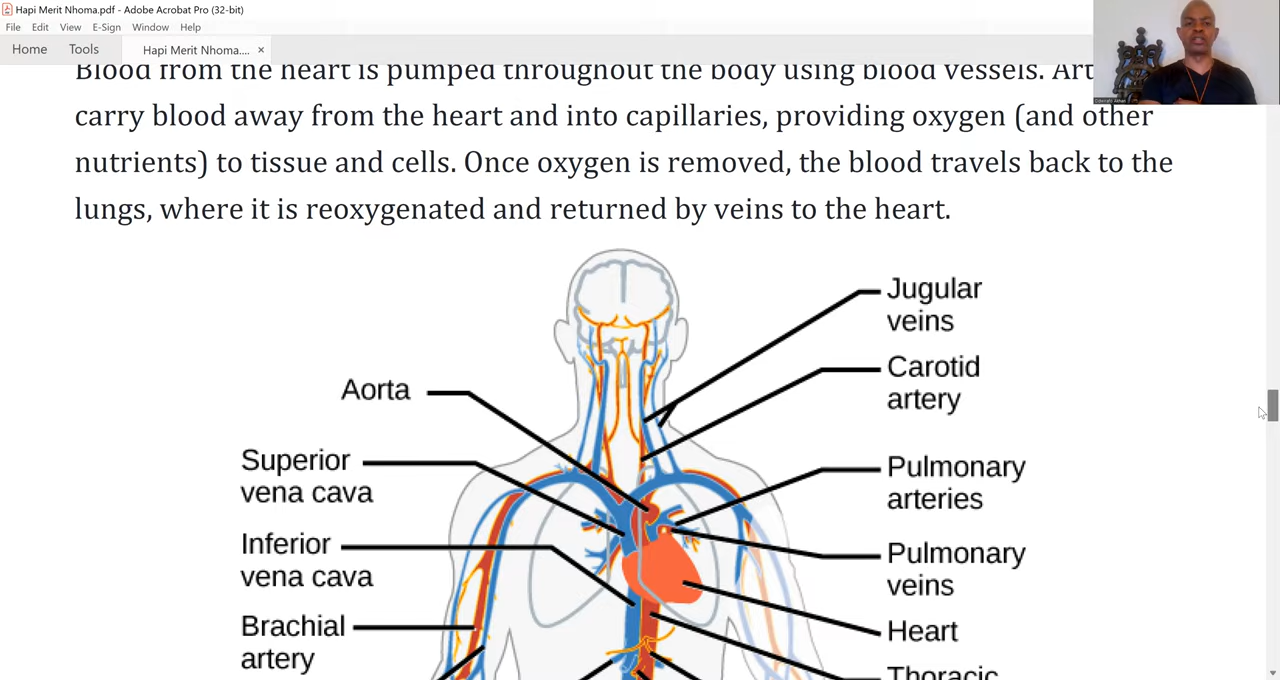 Hapi Merit Nhoma.pdf - Adobe Acrobat Pro (32-bit)
File Edit View E-Sign Window Help
Home Tools Hapi Merit Nhoma.... ×
Blood from the heart is pumped throughout the body using blood vessels.
carry blood away from the heart and into capillaries, providing oxygen (and other
nutrients) to tissue and cells. Once oxygen is removed, the blood travels back to the
lungs, where it is reoxygenated and returned by veins to the heart.
Jugular
veins
Carotid
artery
Aorta
Superior
vena cava
Pulmonary
arteries
Inferior
vena cava
Pulmonary
veins
Brachial
artery
Heart
Thoracic